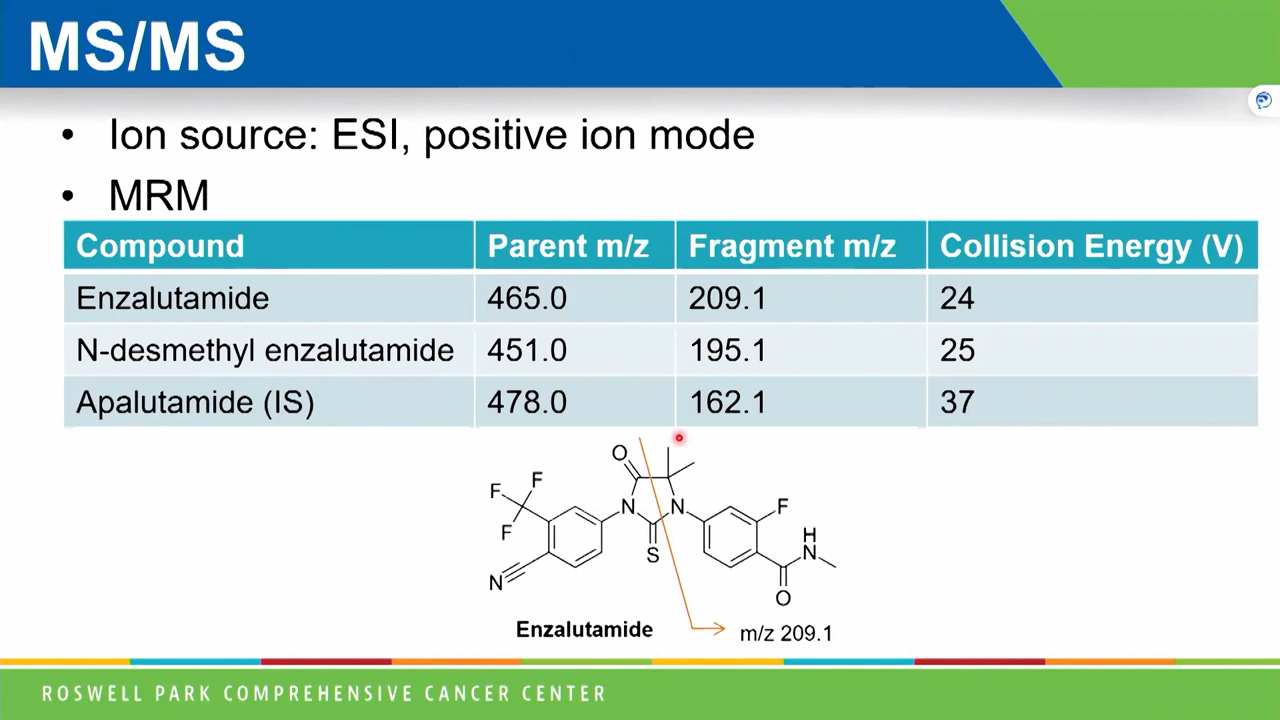 MS/MS
• Ion source: ESI, positive ion mode
• MRM
Compound Parent m/z Fragment m/z Collision Energy (V)
Enzalutamide 465.0 209.1 24
N-desmethyl enzalutamide 451.0 195.1 25
Apalutamide (IS) 478.0 162.1 37
O
F F
F
N N
F
S
H
N
N
O
Enzalutamide
m/z 209.1
ROSWELL PARK COMPREHENSIVE CANCER CENTER